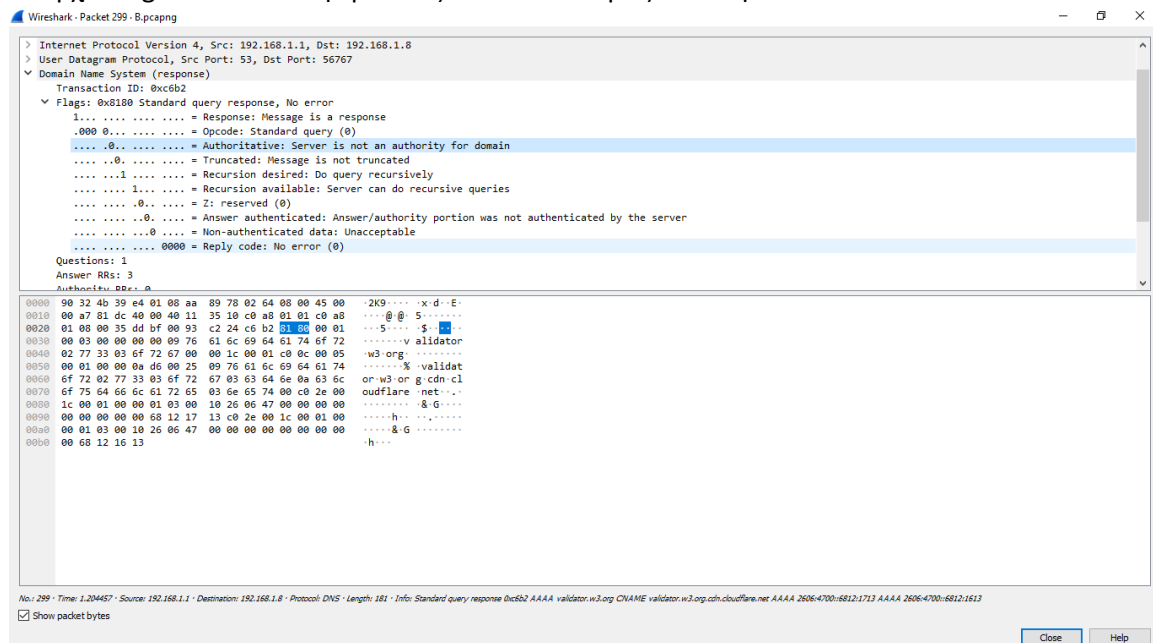 Wireshark · Packet 299 · B.pcapng
> Internet Protocol Version 4, Src: 192.168.1.1, Dst: 192.168.1.8
> User Datagram Protocol, Src Port: 53, Dst Port: 56767
Domain Name System (response)
Transaction ID: 0xc6b2
Flags: 0x8180 Standard query response, No error
1... .... .... .... = Response: Message is a response
.000 0... .... .... = Opcode: Standard query (0)
.... .0.. .... .... = Authoritative: Server is not an authority for domain
.... ..0. .... .... = Truncated: Message is not truncated
.... ...1 .... .... = Recursion desired: Do query recursively
.... .... 1... .... = Recursion available: Server can do recursive queries
.... .... .0.. .... = Z: reserved (0)
.... .... ..0. .... = Answer authenticated: Answer/authority portion was not authenticated by the server
.... .... ...0 .... = Non-authenticated data: Unacceptable
.... .... .... 0000 = Reply code: No error (0)
Questions: 1
Answer RRs: 3
Authority RRs: 0
0000 90 32 4b 39 e4 01 08 aa 89 78 02 64 08 00 45 00 ·2K9···· ·x·d··E·
0010 00 a7 81 dc 40 00 40 11 35 10 c0 a8 01 01 c0 a8 ····@·@· 5·······
0020 01 08 00 35 dd bf 00 93 c2 24 c6 b2 81 80 00 01 ···5···· ·$······
0030 00 03 00 00 00 00 09 76 61 6c 69 64 61 74 6f 72 ·······v alidator
0040 02 77 33 03 6f 72 67 00 00 1c 00 01 c0 0c 00 05 ·w3·org· ········
0050 00 01 00 00 0a d6 00 25 09 76 61 6c 69 64 61 74 ·······% ·validat
0060 6f 72 02 77 33 03 6f 72 67 03 63 64 6e 0a 63 6c or·w3·or g·cdn·cl
0070 6f 75 64 66 6c 61 72 65 03 6e 65 74 00 c0 2e 00 oudflare ·net··.·
0080 1c 00 01 00 00 01 03 00 10 26 06 47 00 00 00 00 ········ ·&·G····
0090 00 00 00 00 00 68 12 17 13 c0 2e 00 1c 00 01 00 ·····h·· ··.·····
00a0 00 01 03 00 10 26 06 47 00 00 00 00 00 00 00 00 ·····&·G ········
00b0 00 68 12 16 13 ·h···
No.: 299 · Time: 1.204457 · Source: 192.168.1.1 · Destination: 192.168.1.8 · Protocol: DNS · Length: 181 · Info: Standard query response 0xc6b2 AAAA validator.w3.org CNAME validator.w3.org.cdn.cloudflare.net AAAA 2606:4700::6812:1713 AAAA 2606:4700::6812:1613
Show packet bytes
Close Help